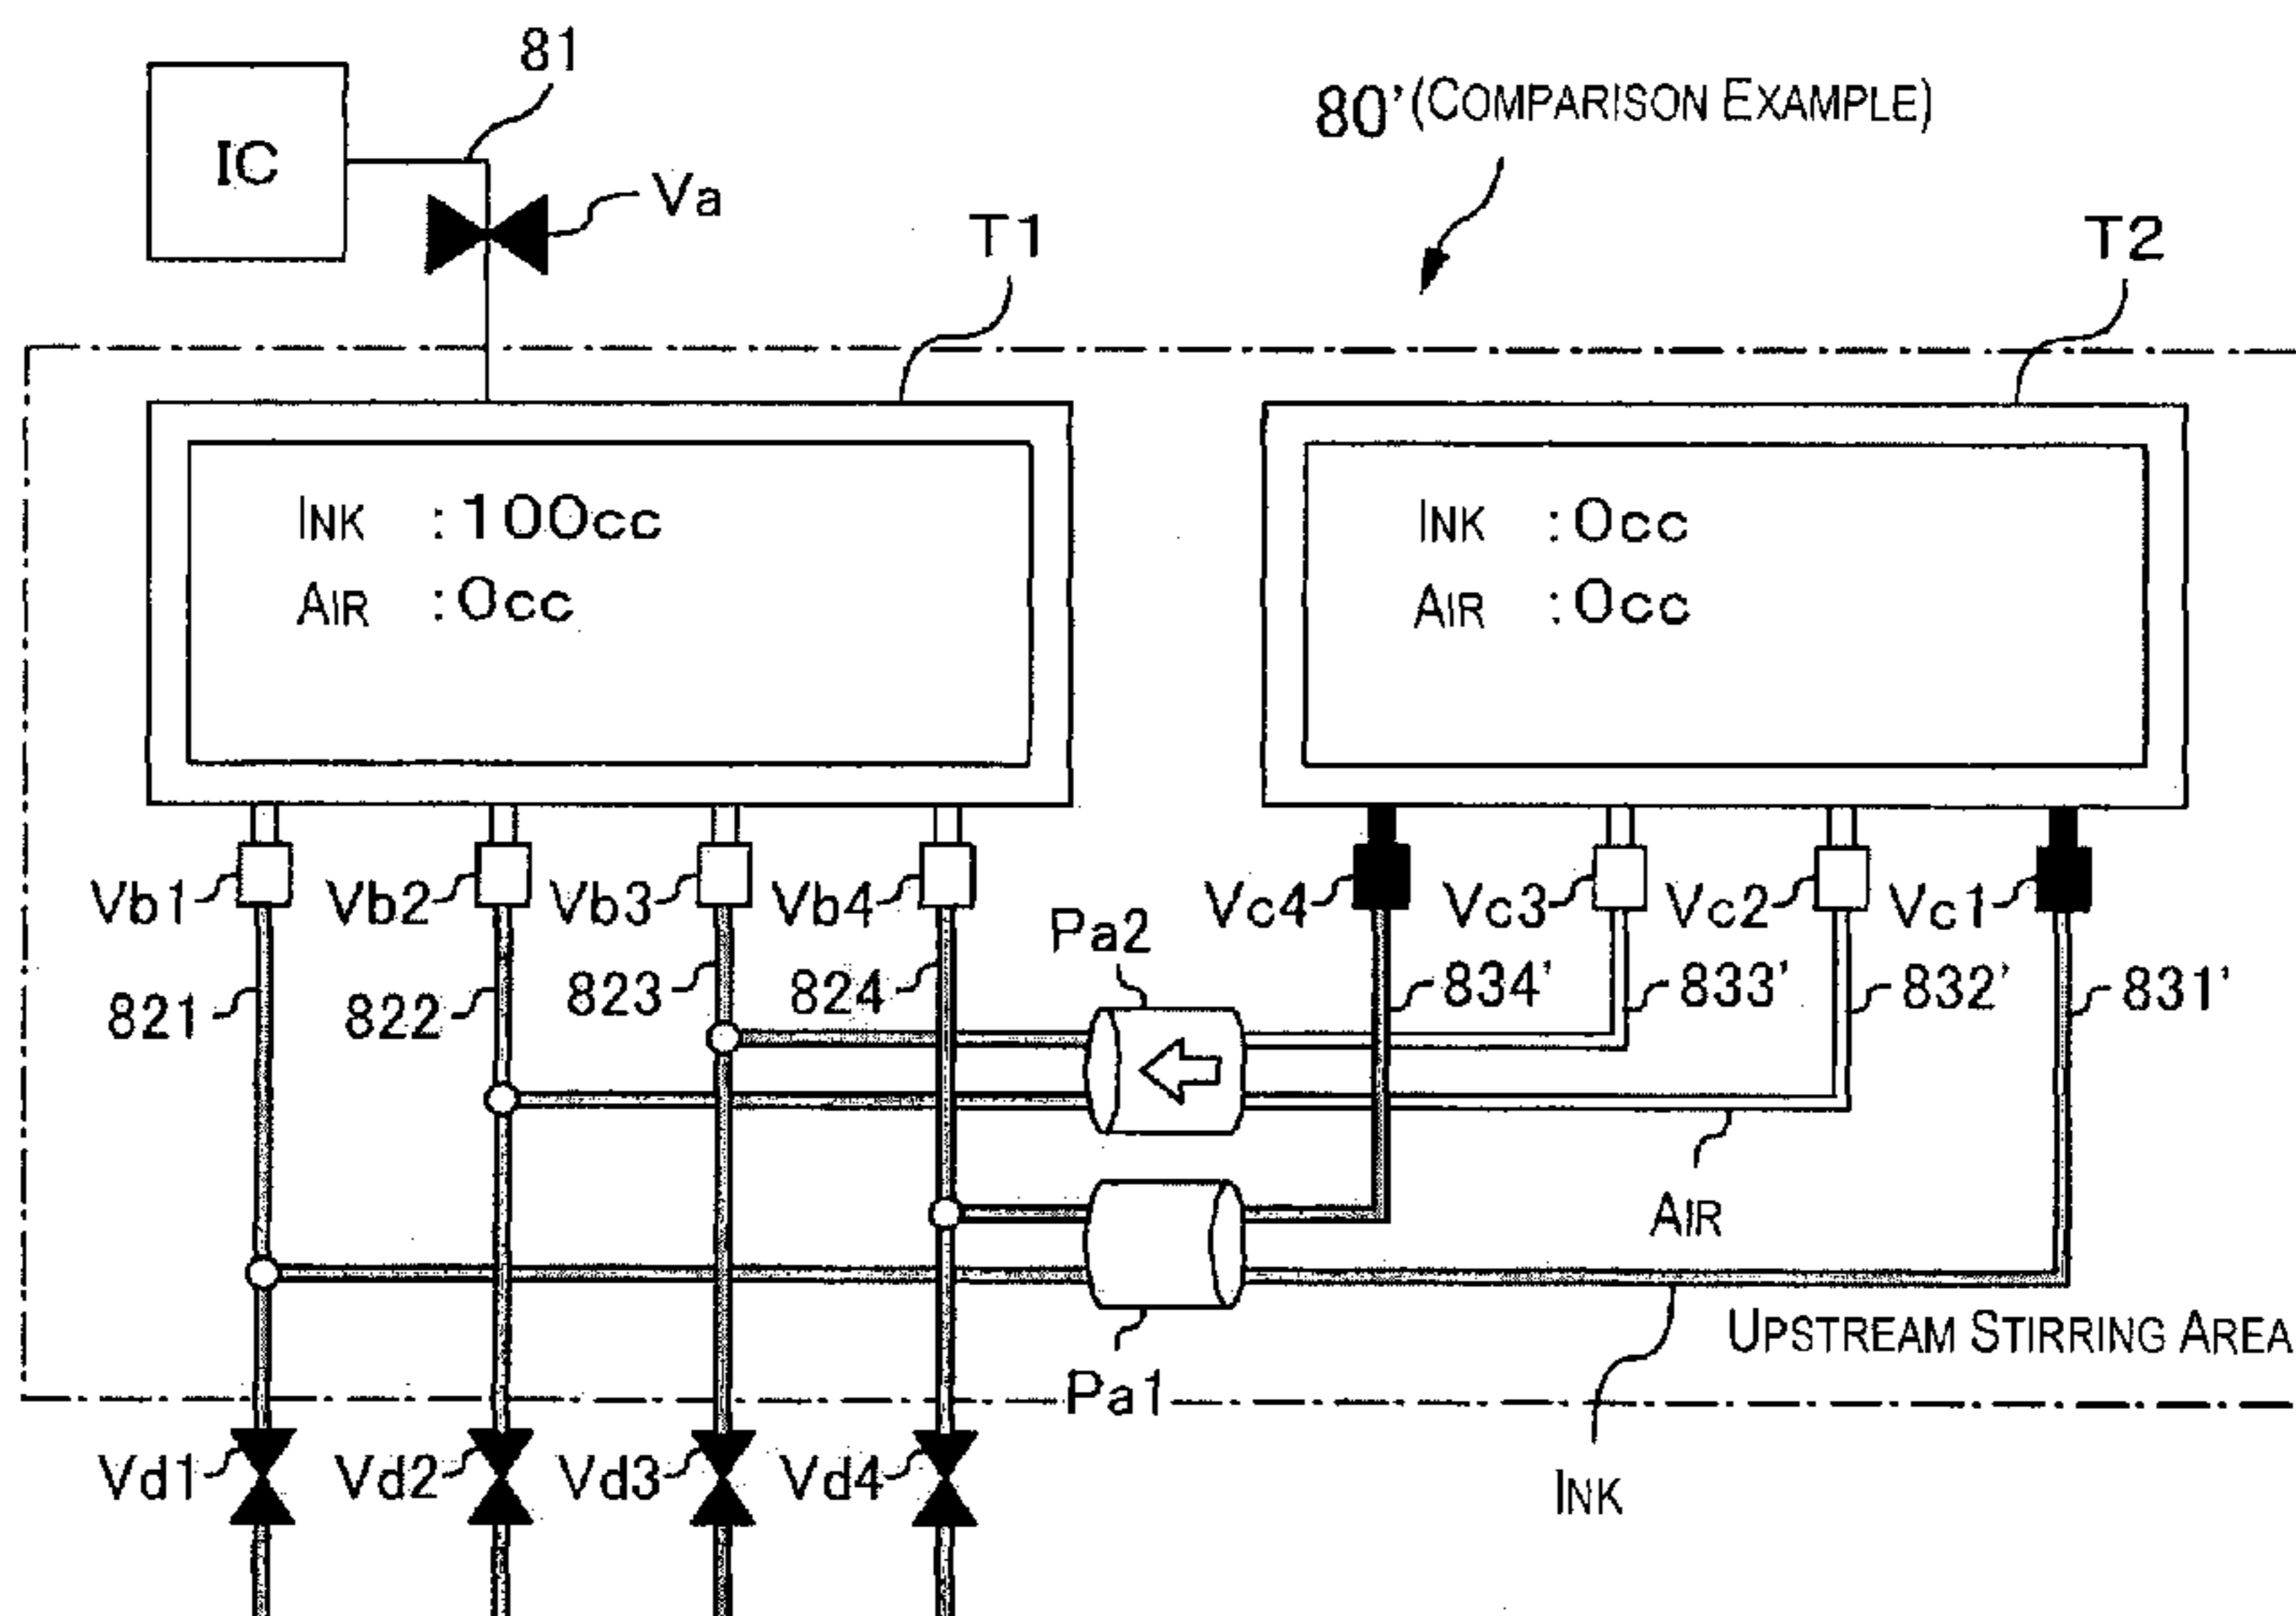 81
IC
80' (COMPARISON EXAMPLE)
Va
T1
T2
INK : 100cc
AIR : 0cc
INK : 0cc
AIR : 0cc
Vb1 Vb2 Vb3 Vb4 Vc4 Vc3 Vc2 Vc1
Pa2
821 822 823 824 834' 833' 832' 831'
AIR
UPSTREAM STIRRING AREA
Pa1
Vd1 Vd2 Vd3 Vd4
INK